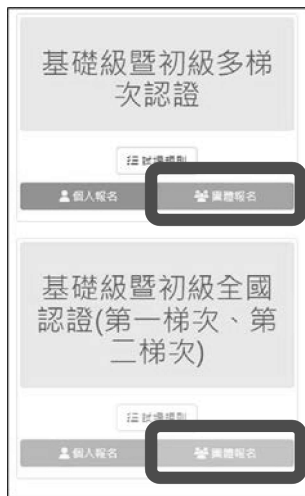 基礎級暨初級多梯
次認證
試場規則
個人報名
團體報名
基礎級暨初級全國
認證(第一梯次、第
二梯次)
試場規則
個人報名
團體報名